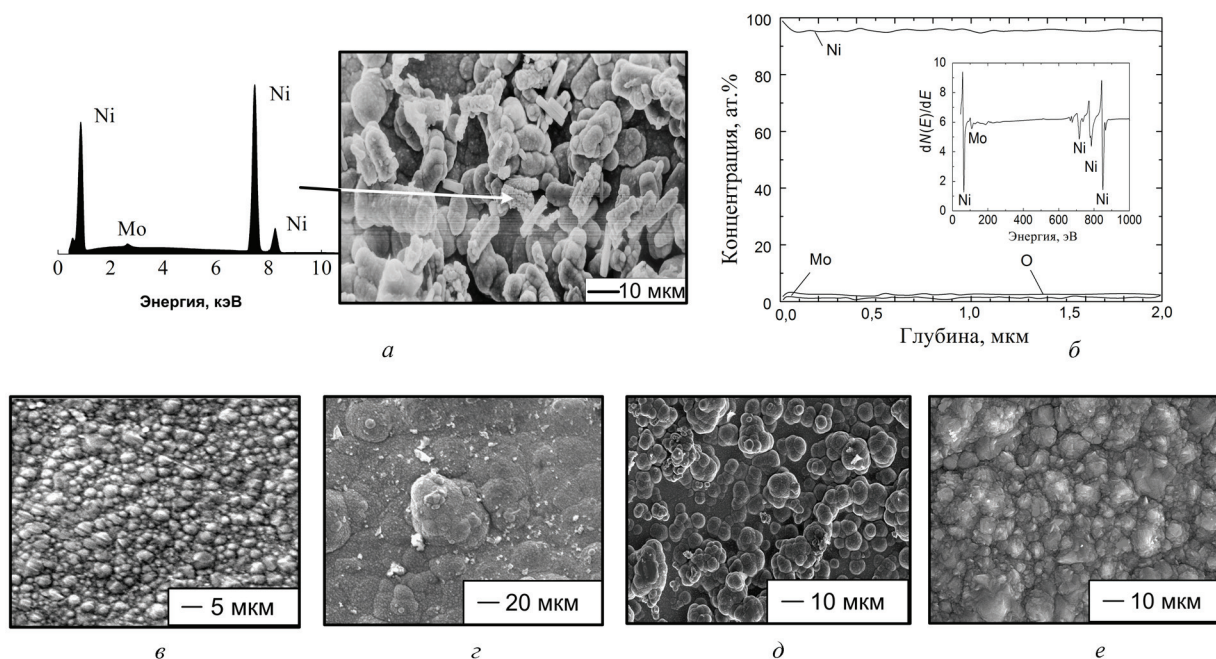 Ni
Ni
Ni
Mo
0 2 4 6 8 10
Энергия, кэВ
10 мкм
а
100
80
60
40
20
0
Концентрация, ат.%
Ni
Mo
O
0,0 0,5 1,0 1,5 2,0
Глубина, мкм
10
8
6
4
2
0
dN(E)/dE
Mo
Ni
Ni
Ni
Ni
0 200 400 600 800 1000
Энергия, эВ
б
5 мкм
20 мкм
10 мкм
10 мкм
в г д е